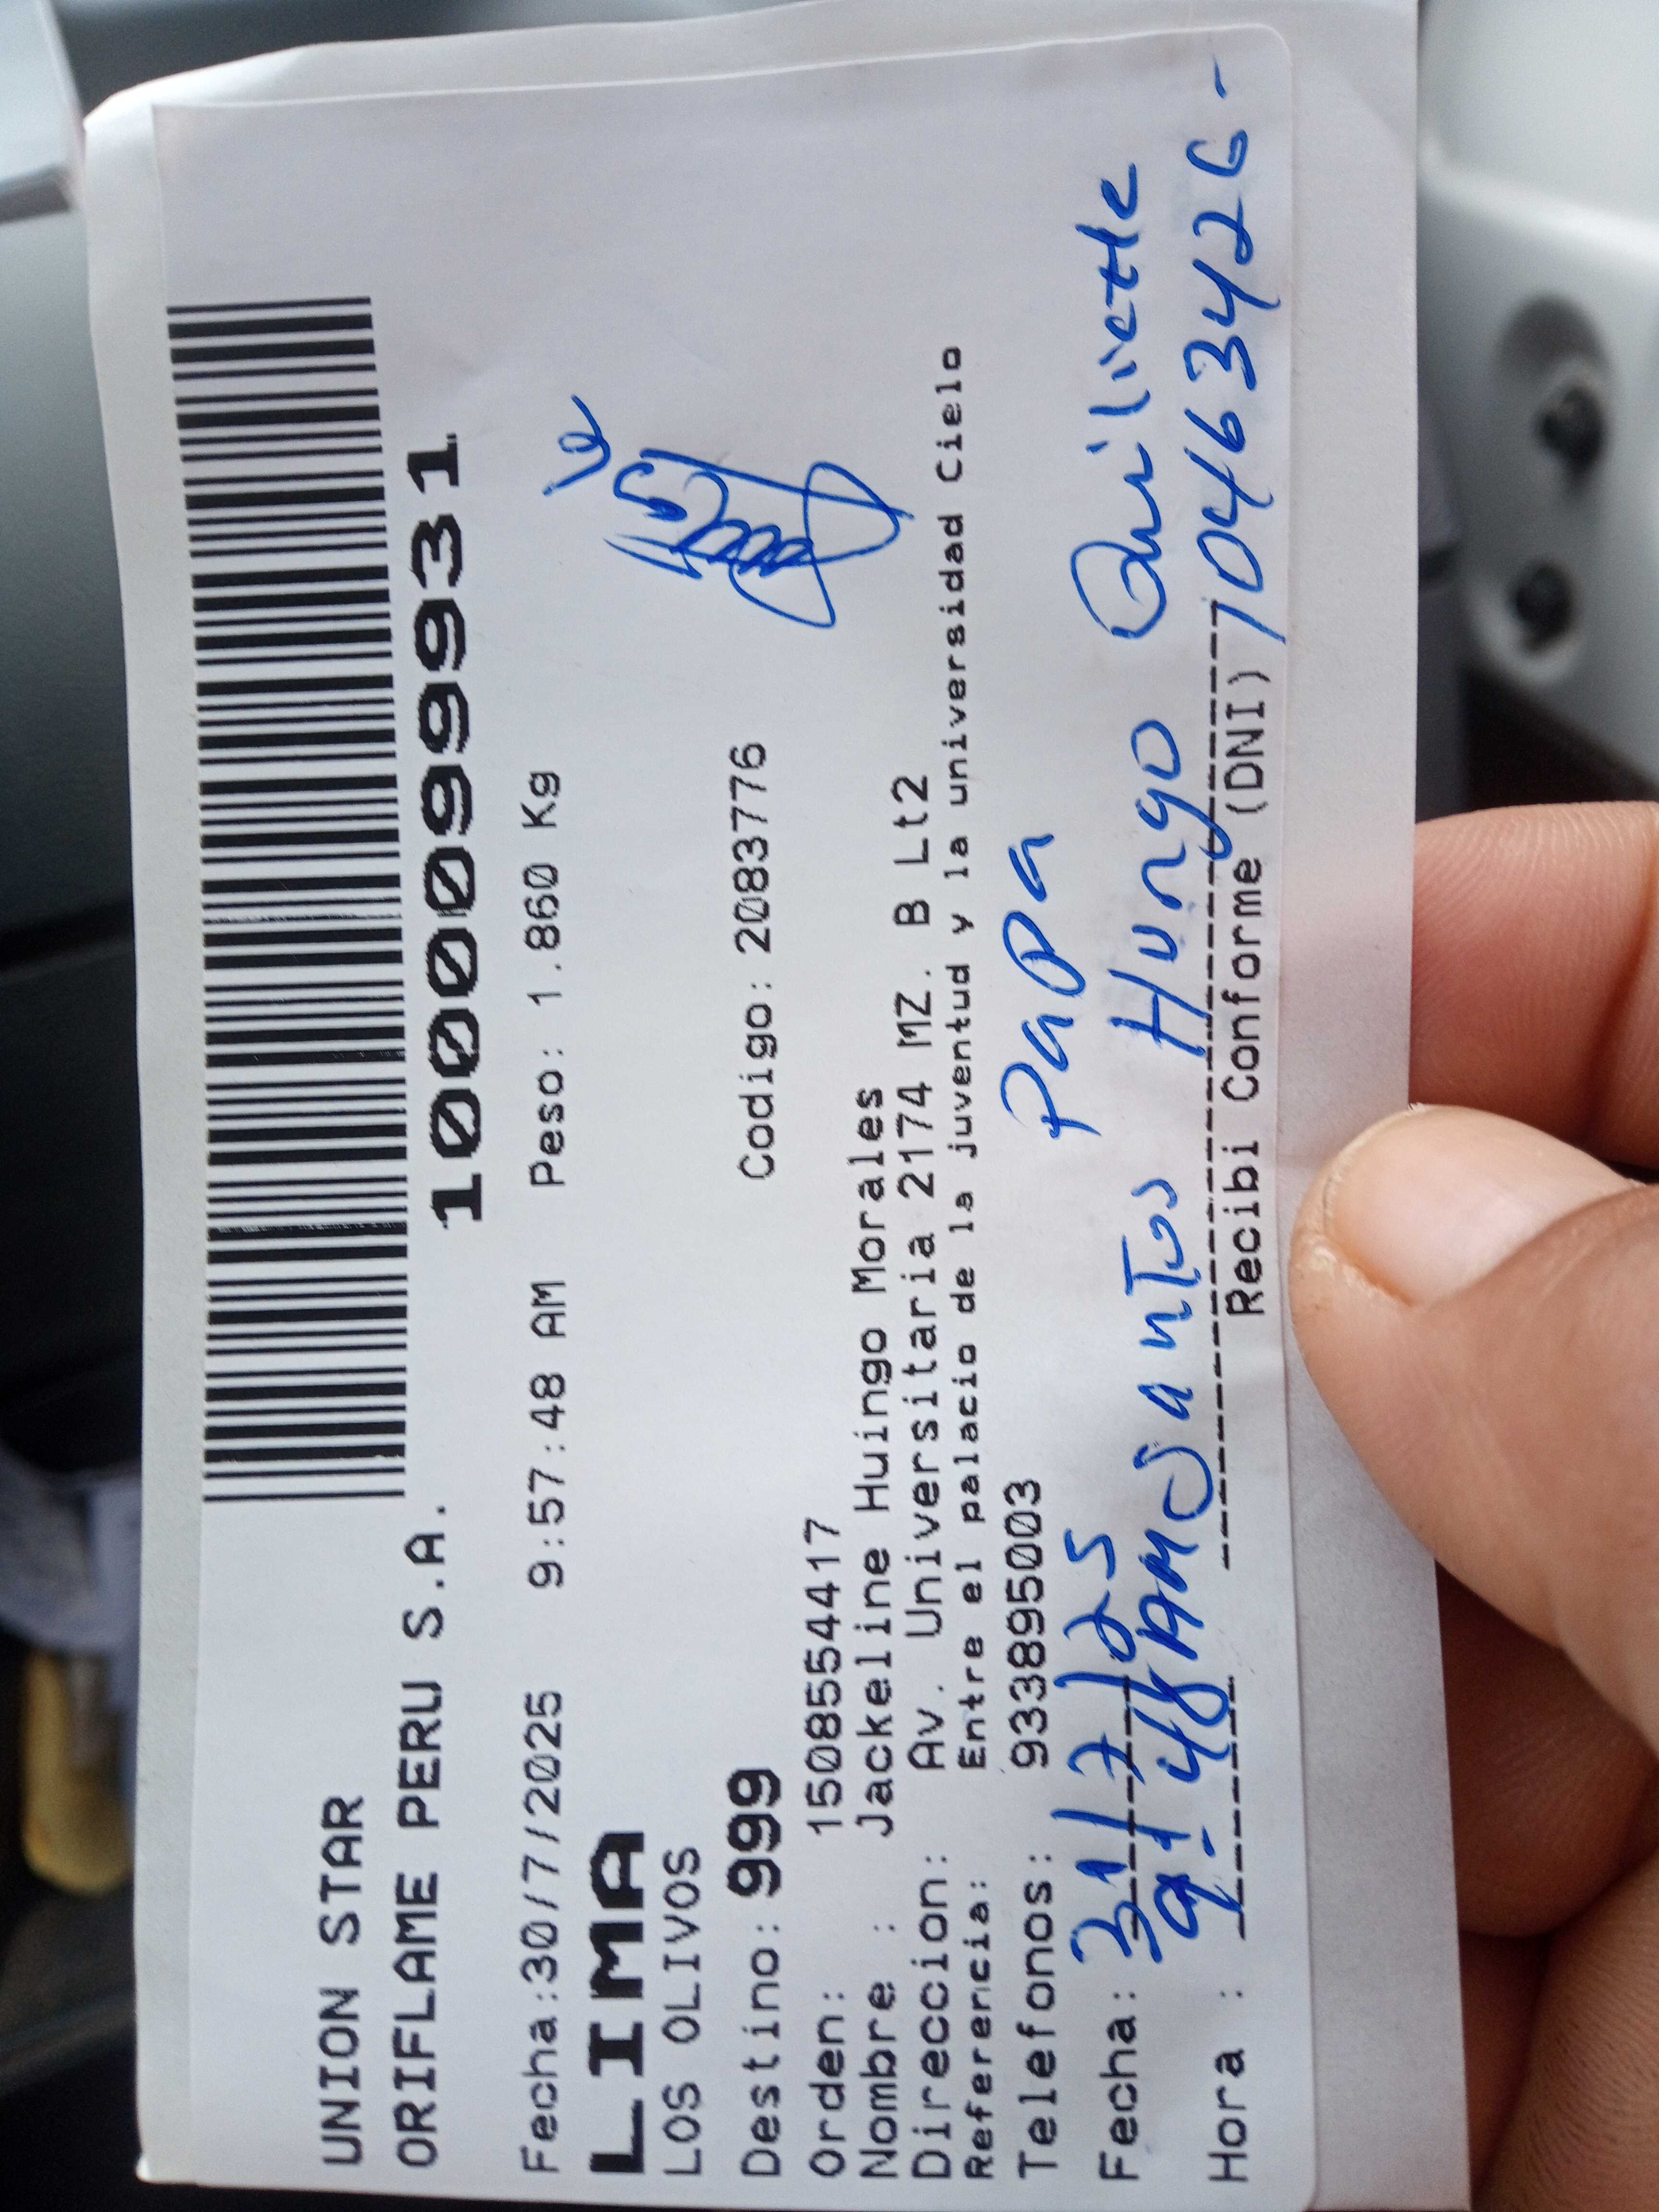 UNION STAR
ORIFLAME PERU S.A. 1000099931
Fecha:30/7/2025 9:57:48 AM Peso: 1.860 Kg
LIMA
LOS OLIVOS
Destino: 999 Codigo: 2083776
Orden: 1508554417
Nombre : Jackeline Huingo Morales
Direccion: Av. Universitaria 2174 MZ. B Lt2
Referencia: Entre el palacio de la juventud y la universidad Cielo
Telefonos: 933895003
PaPa
Fecha: 31/7/25
Santos Hungo
Hora : 9:48 AM
Recibi Conforme (DNI) 10463426-